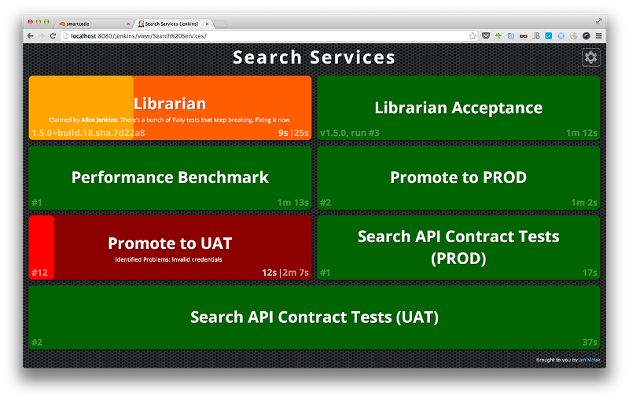 smartcode
Search Services [Jenkins]
localhost:8080/jenkins/view/Search%20Services/
Search Services
Librarian
Claimed by Alice Jenkins: There's a bunch of flaky tests that keep breaking. Fixing it now.
1.5.0+build.18.sha.7d22a8
9s |25s
Librarian Acceptance
v1.5.0, run #3
1m 12s
Performance Benchmark
#1
1m 13s
Promote to PROD
#2
1m 2s
Promote to UAT
Identified Problems: Invalid credentials
#12
12s |2m 7s
Search API Contract Tests
(PROD)
#1
17s
Search API Contract Tests (UAT)
#2
37s
Brought to you by Jan Molak